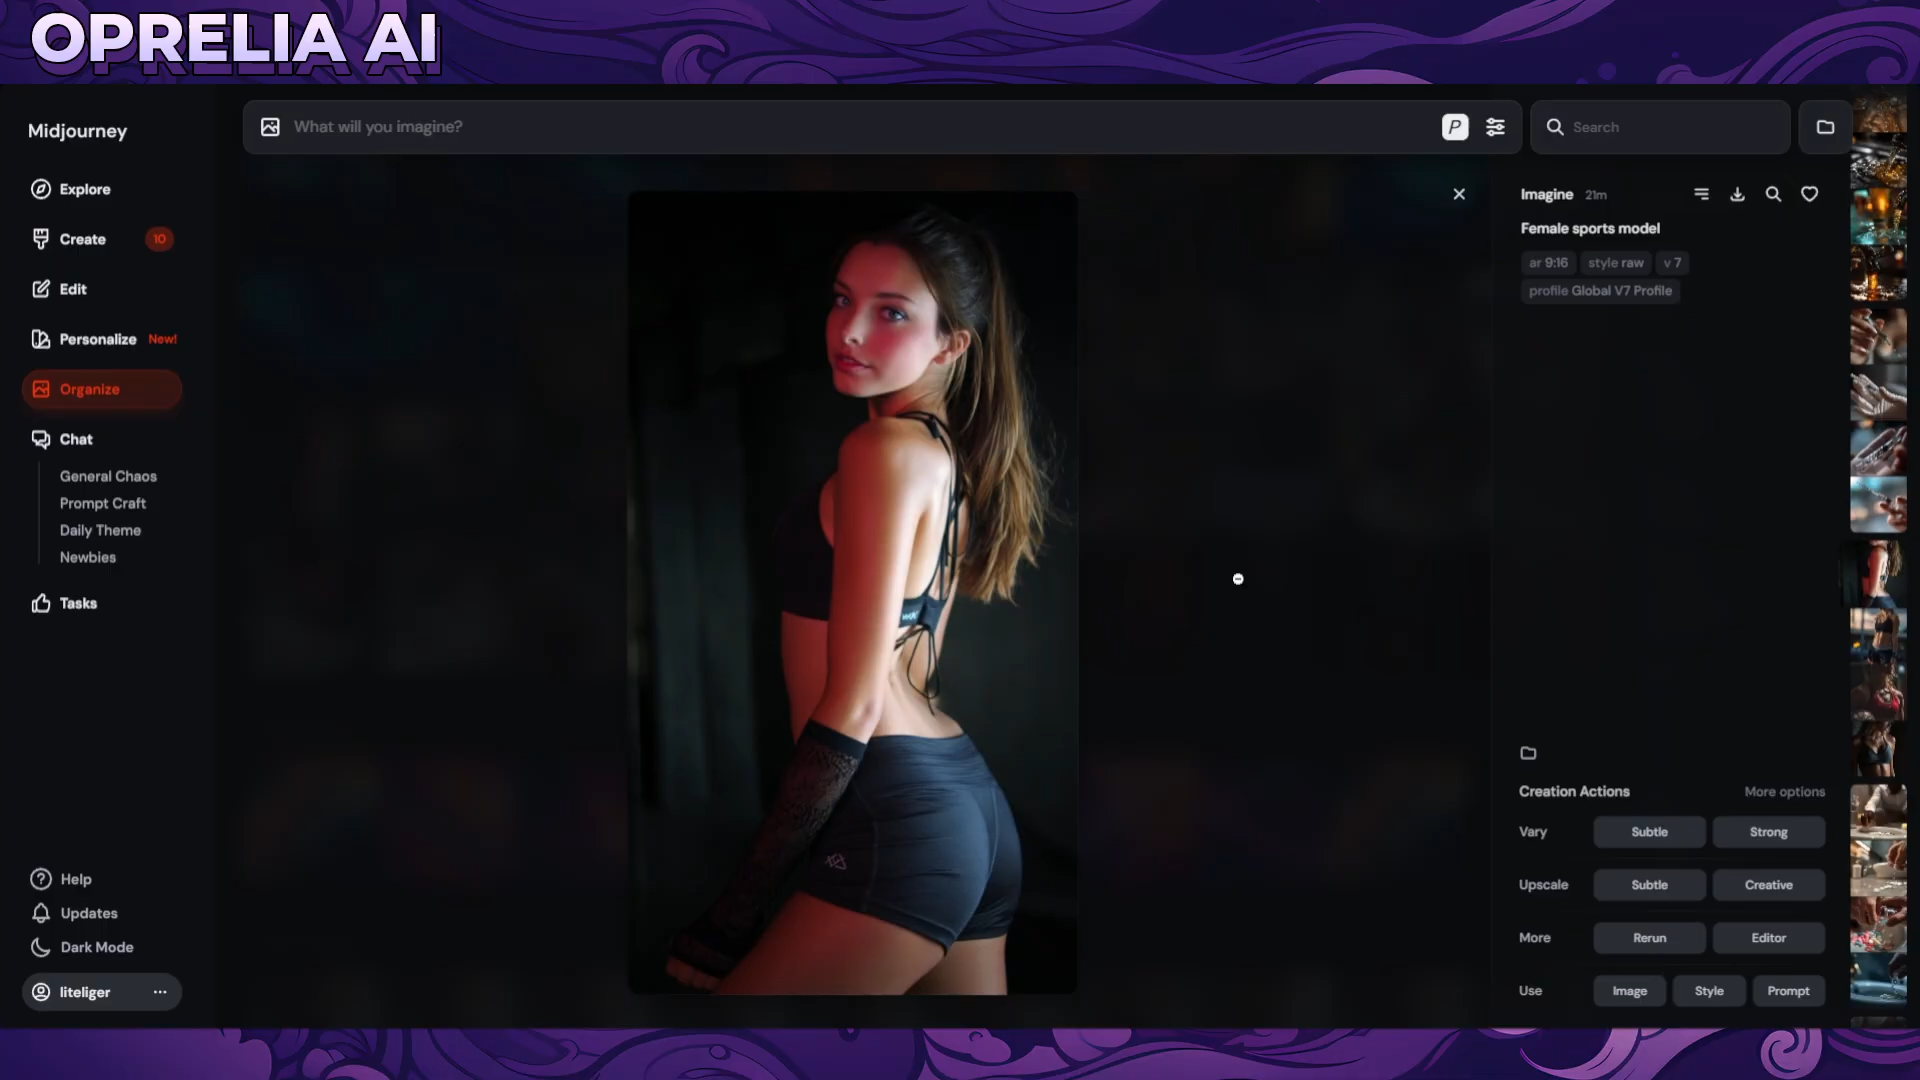 OPRELIA AI
Midjourney
What will you imagine?
P
Search
Explore
Create 10
Edit
Personalize New!
Organize
Chat
General Chaos
Prompt Craft
Daily Theme
Newbies
Tasks
Help
Updates
Dark Mode
liteliger ...
Imagine 21m
Female sports model
ar 9:16 style raw v 7
profile Global V7 Profile
Creation Actions More options
Vary Subtle Strong
Upscale Subtle Creative
More Rerun Editor
Use Image Style Prompt